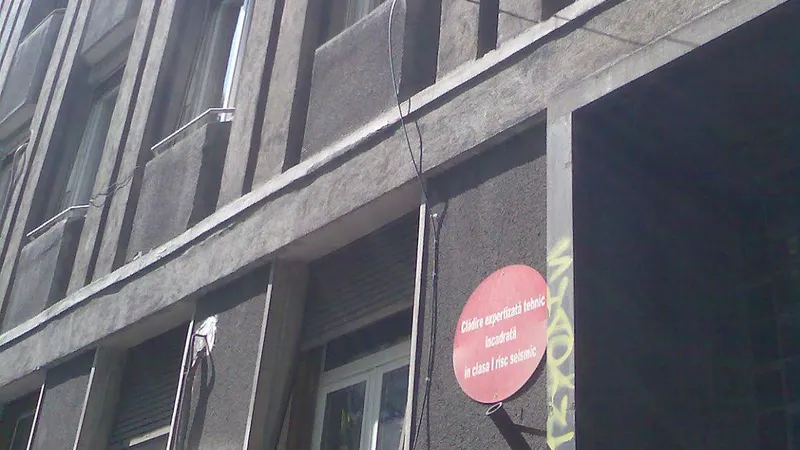 Clădire expertizată tehnic
încadrată
în clasa I risc seismic